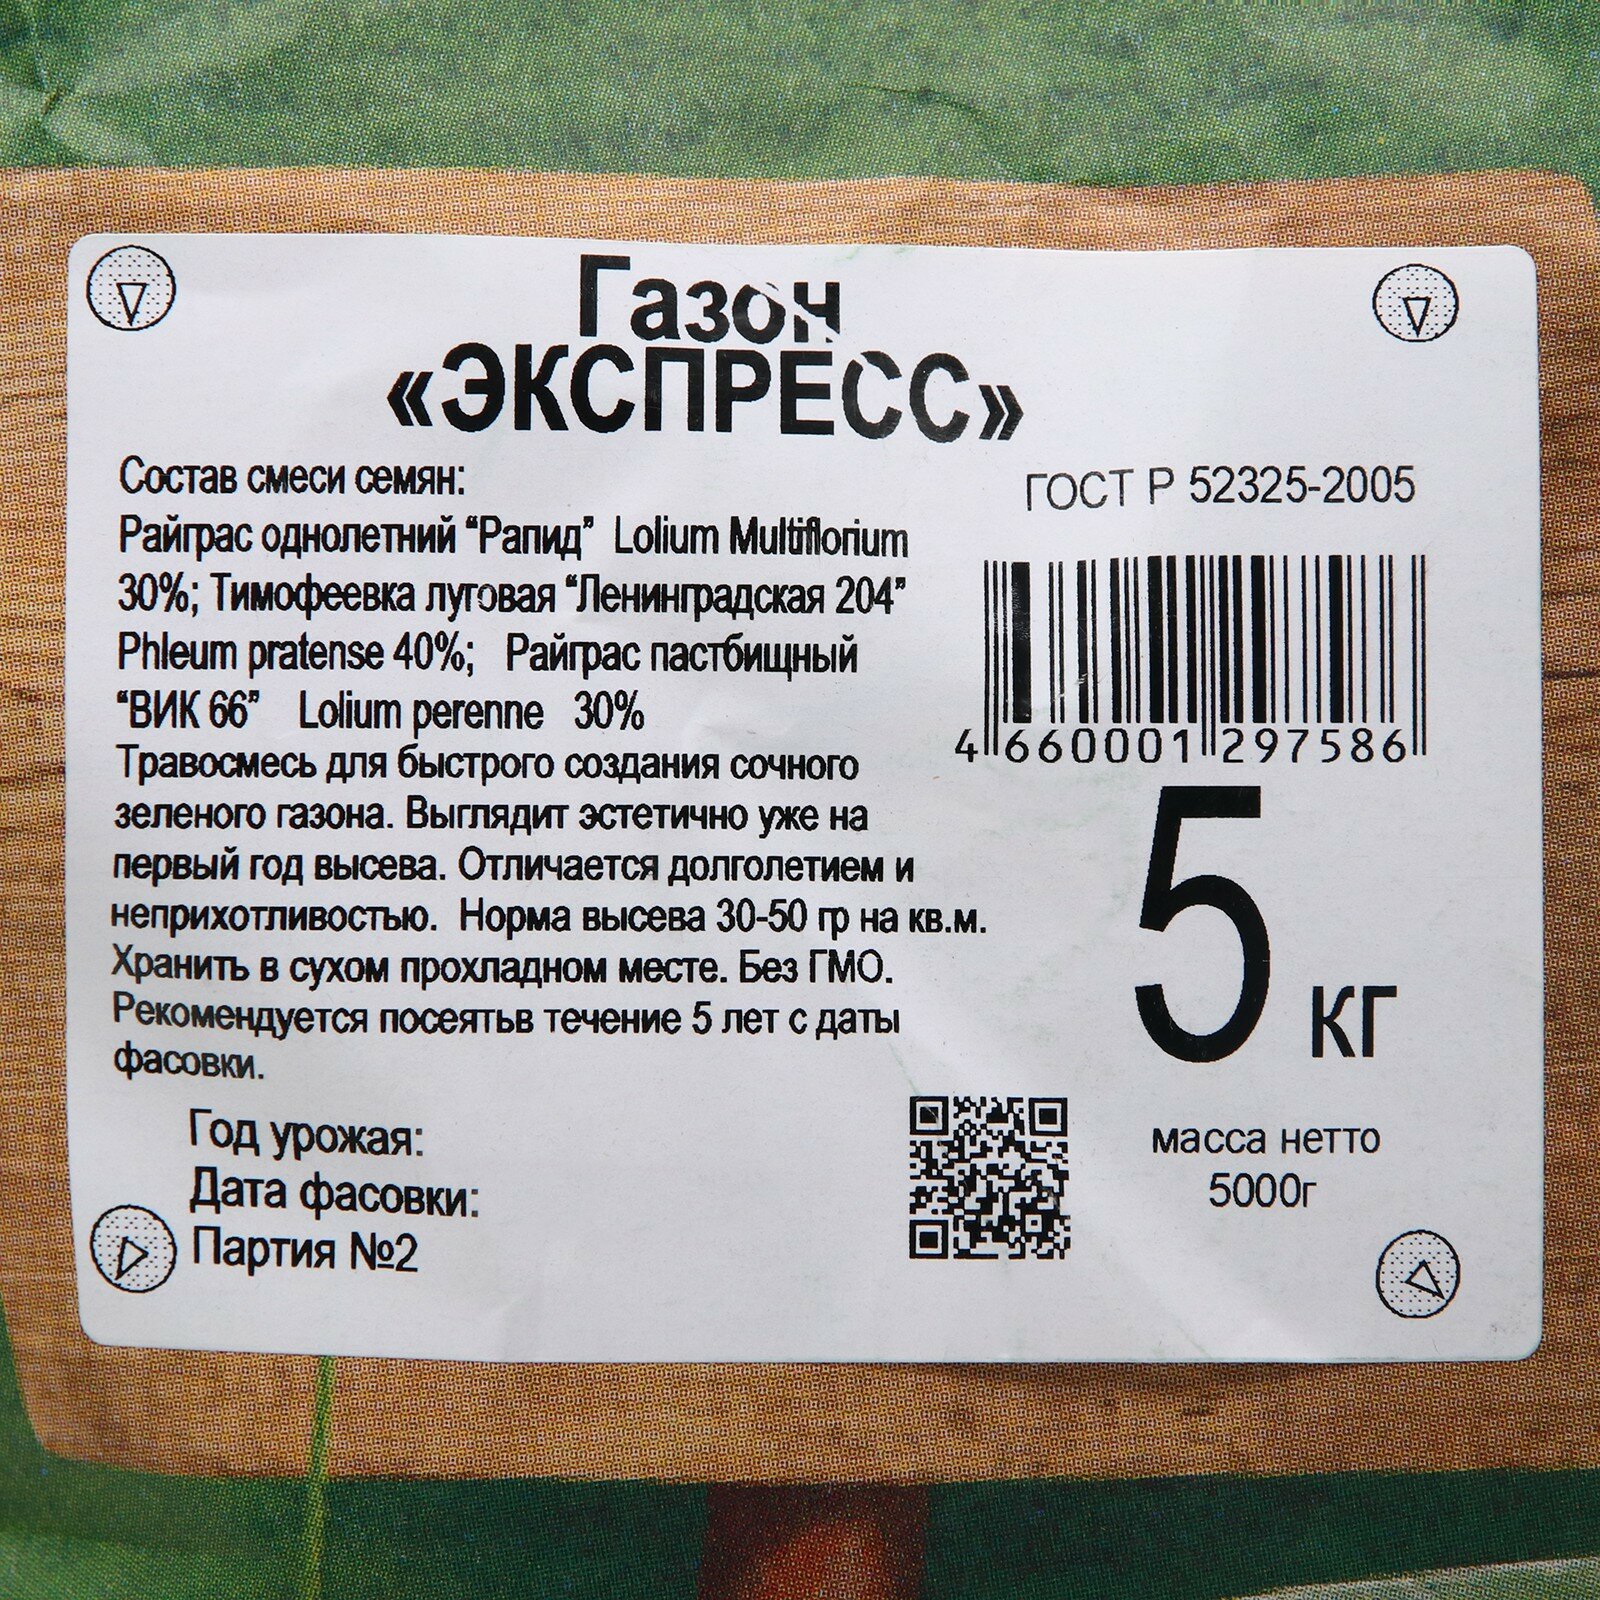 Газон
«ЭКСПРЕСС»
Состав смеси семян:
Райграс однолетний “Рапид” Lolium Multiflorium
30%; Тимофеевка луговая “Ленинградская 204”
Phleum pratense 40%; Райграс пастбищный
“ВИК 66” Lolium perenne 30%
Травосмесь для быстрого создания сочного
зеленого газона. Выглядит эстетично уже на
первый год высева. Отличается долголетием и
неприхотливостью. Норма высева 30-50 гр на кв.м.
Хранить в сухом прохладном месте. Без ГМО.
Рекомендуется посеятьв течение 5 лет с даты
фасовки.
Год урожая:
Дата фасовки:
Партия №2
ГОСТ Р 52325-2005
4 660001 297586
5 кг
масса нетто
5000г